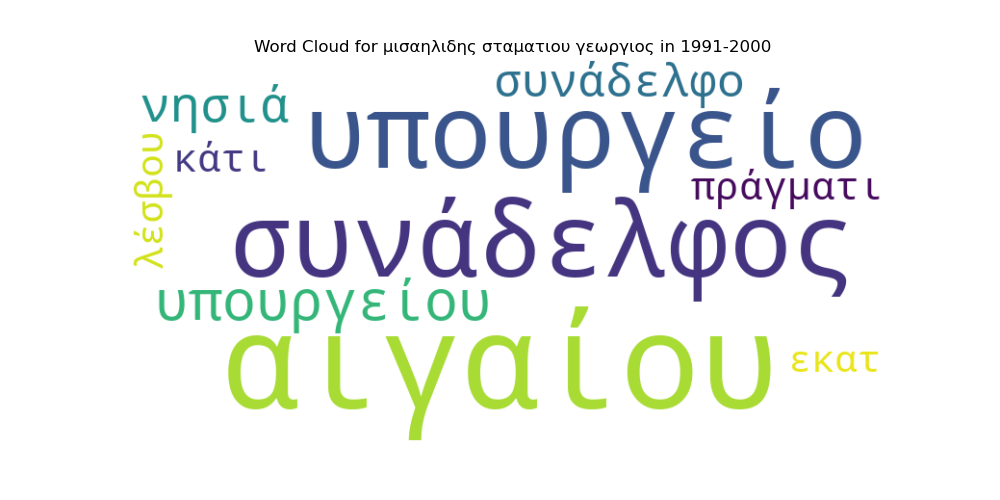 Word Cloud for μισαηλιδης σταματιου γεωργιος in 1991-2000
συνάδελφο
νησιά
υπουργείο
κάτι
πράγματι
λέσβου
συνάδελφος
υπουργείου
αιγαίου
εκατ